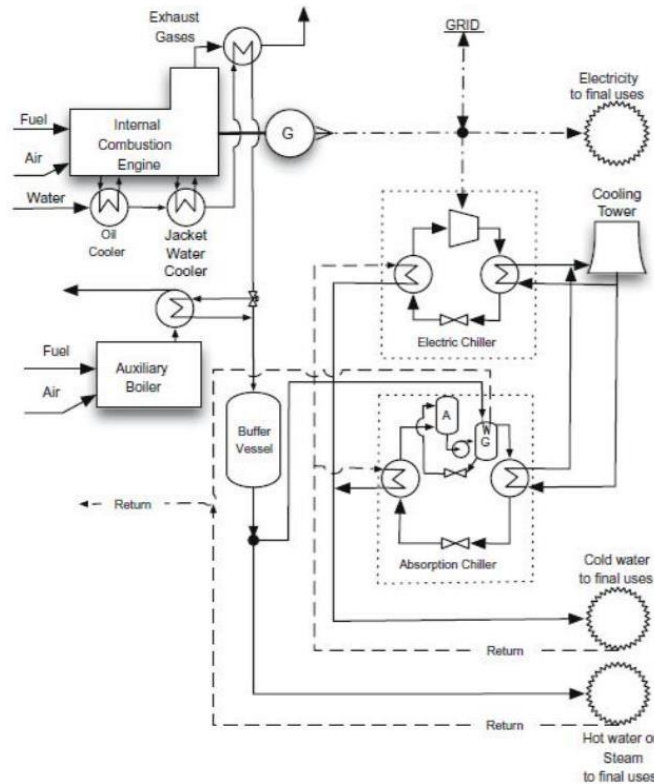 Exhaust
Gases
GRID
Electricity
to final uses
Fuel
Air
Internal
Combustion
Engine
G
Water
Oil
Cooler
Jacket
Water
Cooler
Cooling
Tower
Electric Chiller
Fuel
Air
Auxiliary
Boiler
Buffer
Vessel
A
G
Return
Absorption Chiller
Cold water
to final uses
Return
Return
Hot water or
Steam
to final uses